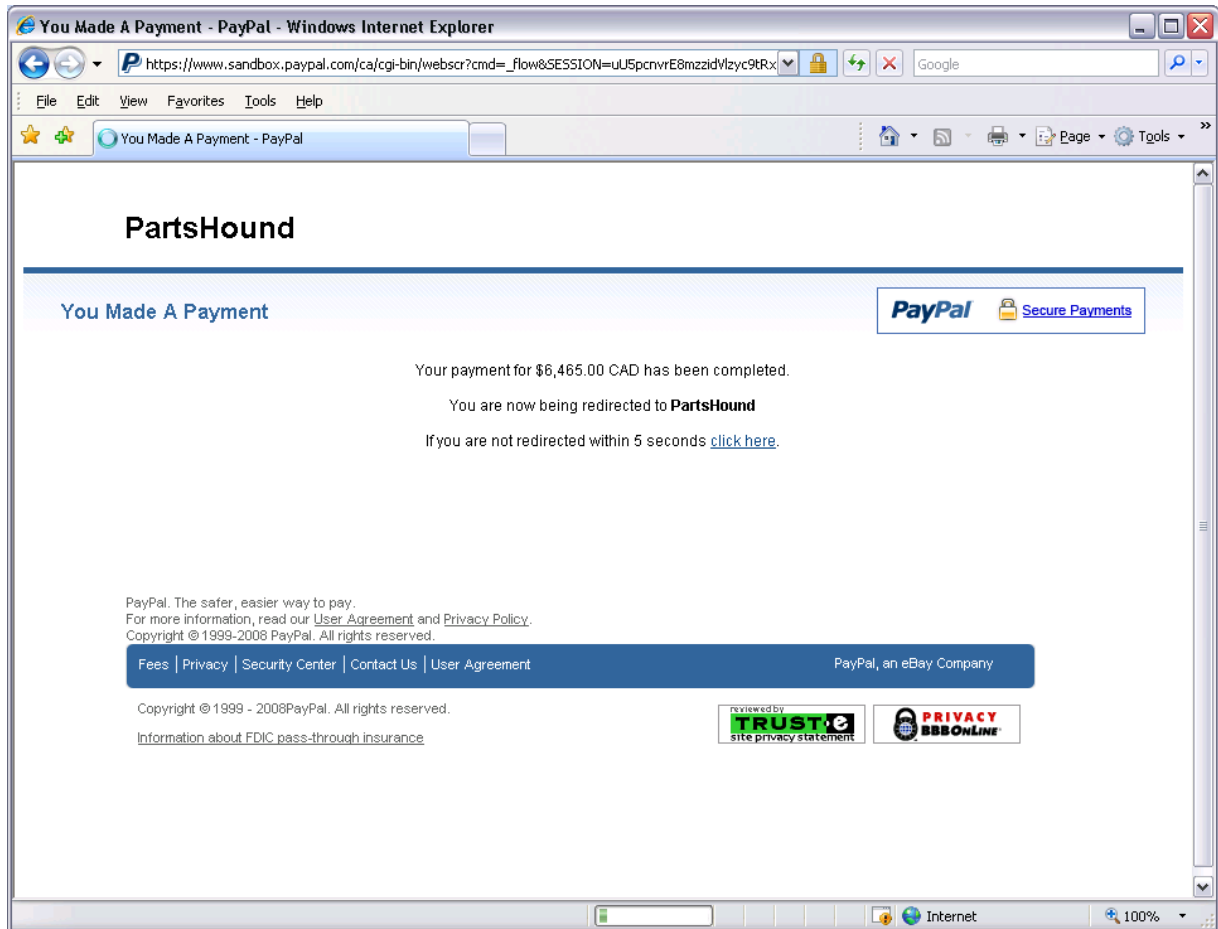 You Made A Payment - PayPal - Windows Internet Explorer
https://www.sandbox.paypal.com/ca/cgi-bin/webscr?cmd=_flow&SESSION=uU5pcnvrE8mzzidVlzyc9tRx
Google
File Edit View Favorites Tools Help
You Made A Payment - PayPal
Page Tools »
PartsHound
You Made A Payment
PayPal Secure Payments
Your payment for $6,465.00 CAD has been completed.
You are now being redirected to PartsHound
If you are not redirected within 5 seconds click here.
PayPal. The safer, easier way to pay.
For more information, read our User Agreement and Privacy Policy.
Copyright © 1999-2008 PayPal. All rights reserved.
Fees | Privacy | Security Center | Contact Us | User Agreement PayPal, an eBay Company
Copyright © 1999 - 2008PayPal. All rights reserved.
Information about FDIC pass-through insurance
reviewed by
TRUST e
site privacy statement
PRIVACY
BBBONLINE
Internet 100%